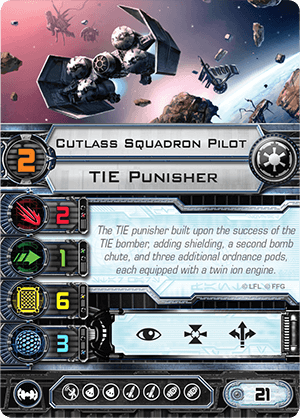 Cutlass Squadron Pilot
2
TIE Punisher
2
1
6
3
The TIE punisher built upon the success of the
TIE bomber, adding shielding, a second bomb
chute, and three additional ordnance pods,
each equipped with a twin ion engine.
©LFL ©FFG
21